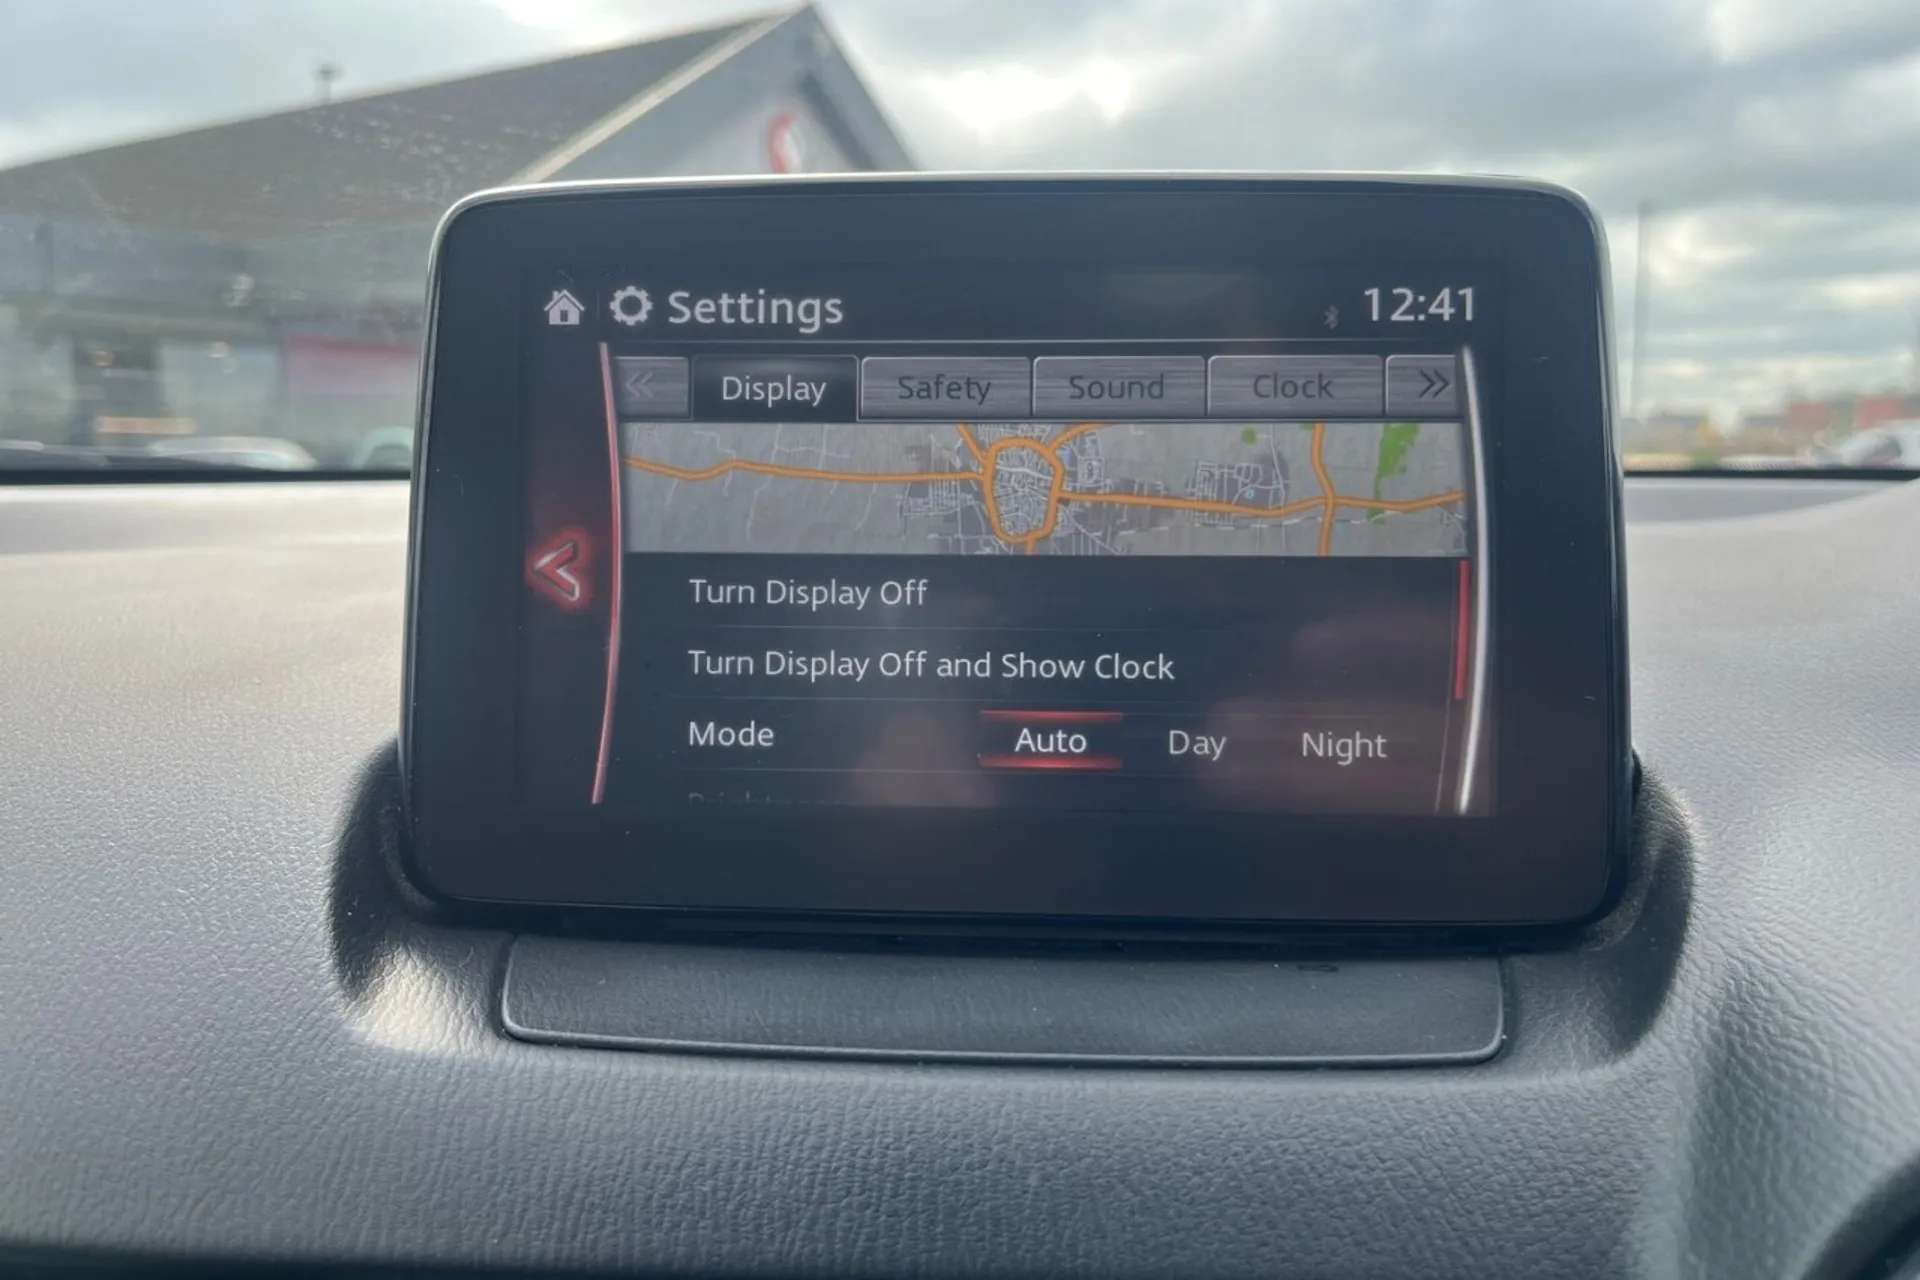 Settings
12:41
Display
Safety
Sound
Clock
Turn Display Off
Turn Display Off and Show Clock
Mode
Auto
Day
Night